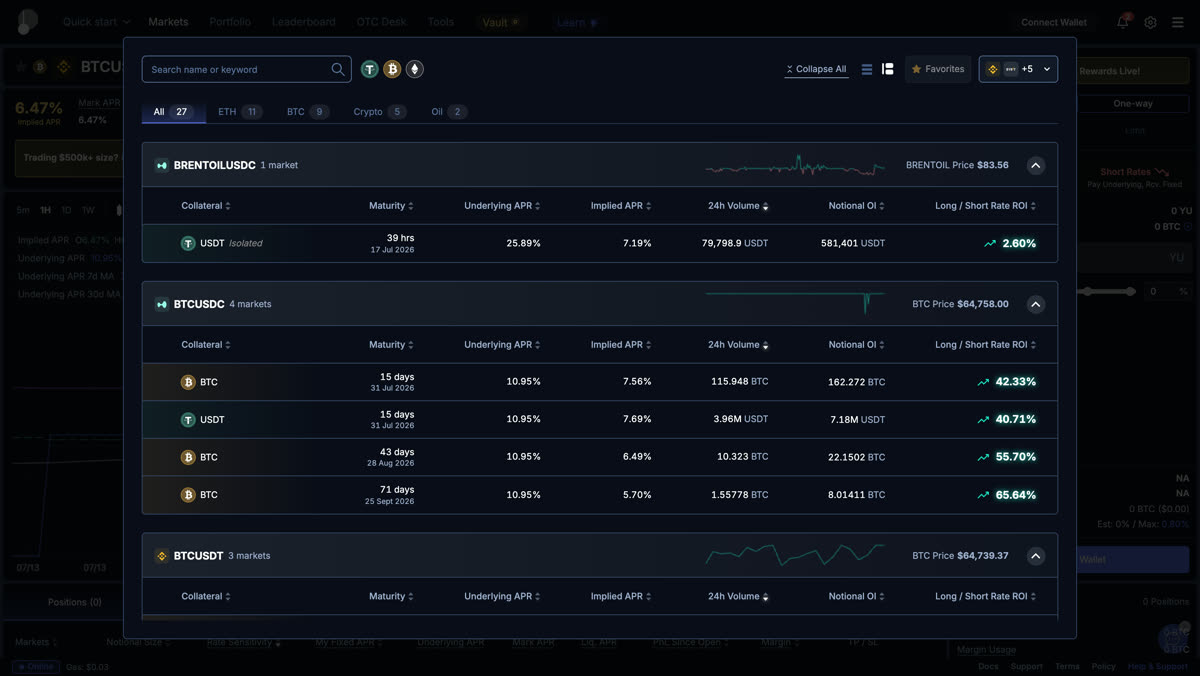 Quick start Markets Portfolio Leaderboard OTC Desk Tools Vault Learn Connect Wallet
BTCUS
6.47% Mark APR
Implied APR 6.47%
Trading $500k+ size?
5m 1H 1D 1W
Implied APR O6.47%
Underlying APR 10.95%
Underlying APR 7d MA
Underlying APR 30d MA
07/13 07/13
Positions (0)
Search name or keyword
Collapse All
Favorites
+5
All 27 ETH 11 BTC 9 Crypto 5 Oil 2
BRENTOILUSDC 1 market BRENTOIL Price $83.56
Collateral Maturity Underlying APR Implied APR 24h Volume Notional OI Long / Short Rate ROI
USDT Isolated 39 hrs 25.89% 7.19% 79,798.9 USDT 581,401 USDT 2.60%
17 Jul 2026
BTCUSDC 4 markets BTC Price $64,758.00
Collateral Maturity Underlying APR Implied APR 24h Volume Notional OI Long / Short Rate ROI
BTC 15 days 10.95% 7.56% 115.948 BTC 162.272 BTC 42.33%
31 Jul 2026
USDT 15 days 10.95% 7.69% 3.96M USDT 7.18M USDT 40.71%
31 Jul 2026
BTC 43 days 10.95% 6.49% 10.323 BTC 22.1502 BTC 55.70%
28 Aug 2026
BTC 71 days 10.95% 5.70% 1.55778 BTC 8.01411 BTC 65.64%
25 Sept 2026
BTCUSDT 3 markets BTC Price $64,739.37
Collateral Maturity Underlying APR Implied APR 24h Volume Notional OI Long / Short Rate ROI
Rewards Live!
One-way
Limit
Short Rates
Pay Underlying, Rcv. Fixed
0 YU
0 BTC
YU
0 %
NA
NA
0 BTC ($0.00)
Est: 0% / Max: 0.80%
Wallet
0 Positions
Markets Notional Size Rate Sensitivity My Fixed APR Underlying APR Mark APR Liq. APR PnL Since Open Margin TP / SL
0 BTC
Margin Usage
Online Gas: $0.03 Docs Support Terms Policy Help & Support